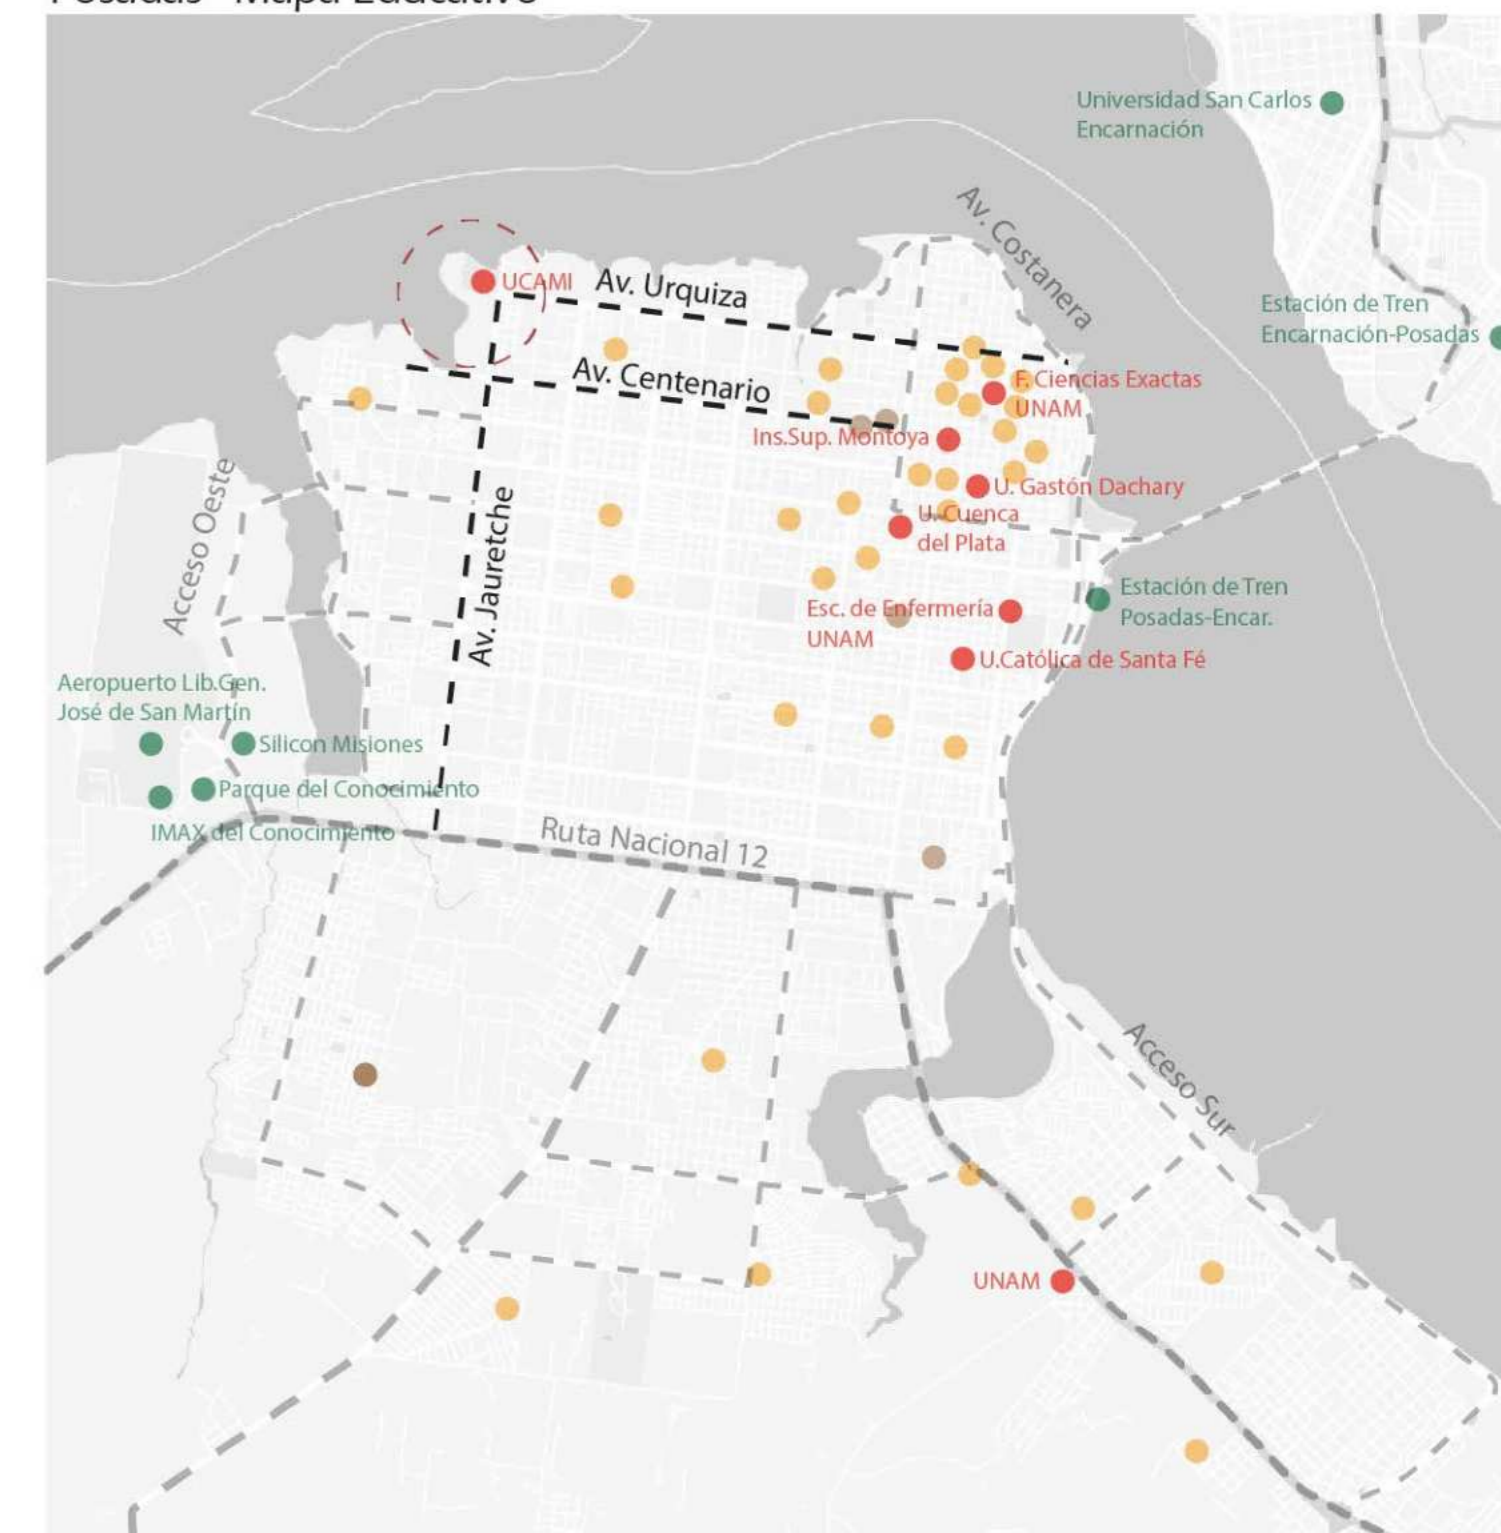 Posadas - Mapa Educativo
Universidad San Carlos
Encarnación
Av. Costanera
UCAMI
Av. Urquiza
Estación de Tren
Encarnación-Posadas
Av. Centenario
F. Ciencias Exactas
UNAM
Ins.Sup. Montoya
Acceso Oeste
Av. Jauretche
U. Gastón Dachary
U. Cuenca
del Plata
Estación de Tren
Posadas-Encar.
Esc. de Enfermería
UNAM
U.Católica de Santa Fé
Aeropuerto Lib.Gen.
José de San Martín
Silicon Misiones
Parque del Conocimiento
IMAX del Conocimiento
Ruta Nacional 12
Acceso Sur
UNAM